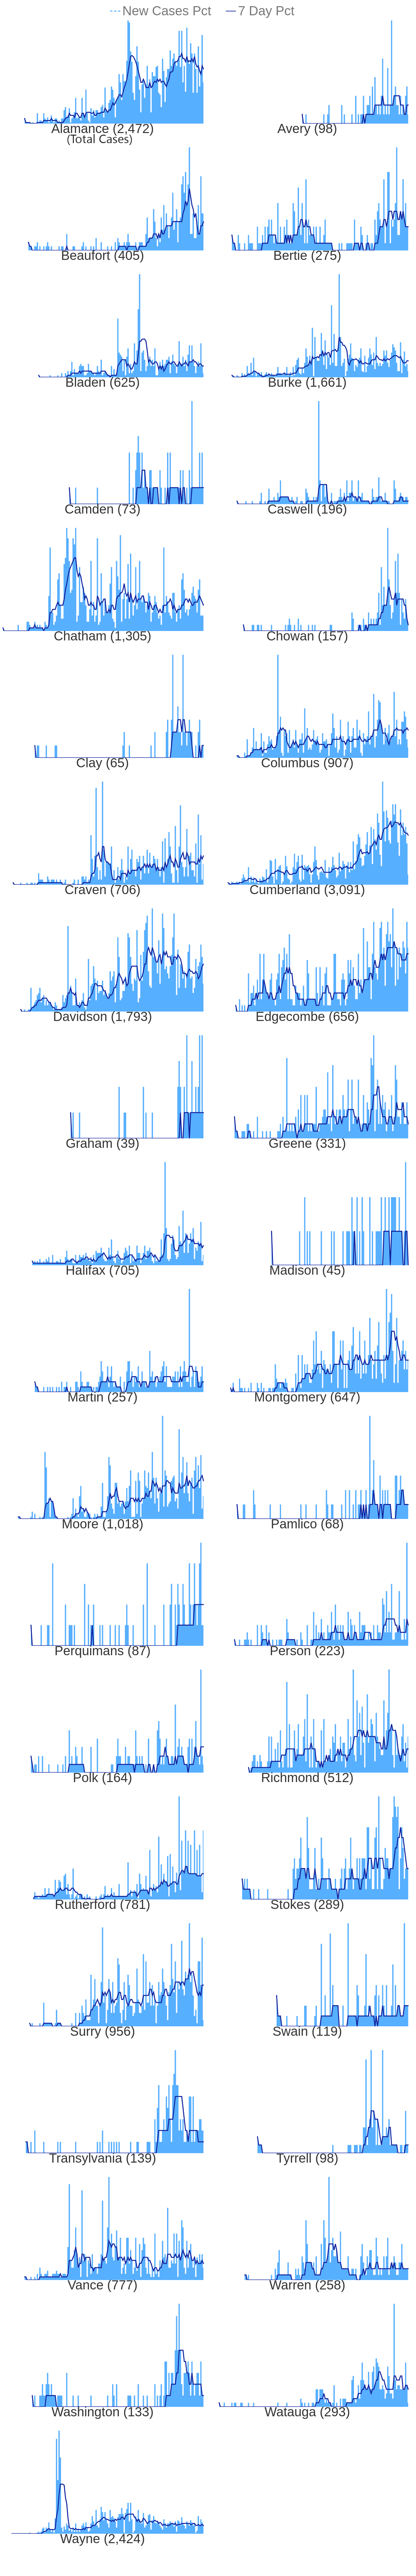 New Cases Pct 7 Day Pct
Alamance (2,472) Avery (98)
(Total Cases)
Beaufort (405) Bertie (275)
Bladen (625) Burke (1,661)
Camden (73) Caswell (196)
Chatham (1,305) Chowan (157)
Clay (65) Columbus (907)
Craven (706) Cumberland (3,091)
Davidson (1,793) Edgecombe (656)
Graham (39) Greene (331)
Halifax (705) Madison (45)
Martin (257) Montgomery (647)
Moore (1,018) Pamlico (68)
Perquimans (87) Person (223)
Polk (164) Richmond (512)
Rutherford (781) Stokes (289)
Surry (956) Swain (119)
Transylvania (139) Tyrrell (98)
Vance (777) Warren (258)
Washington (133) Watauga (293)
Wayne (2,424)